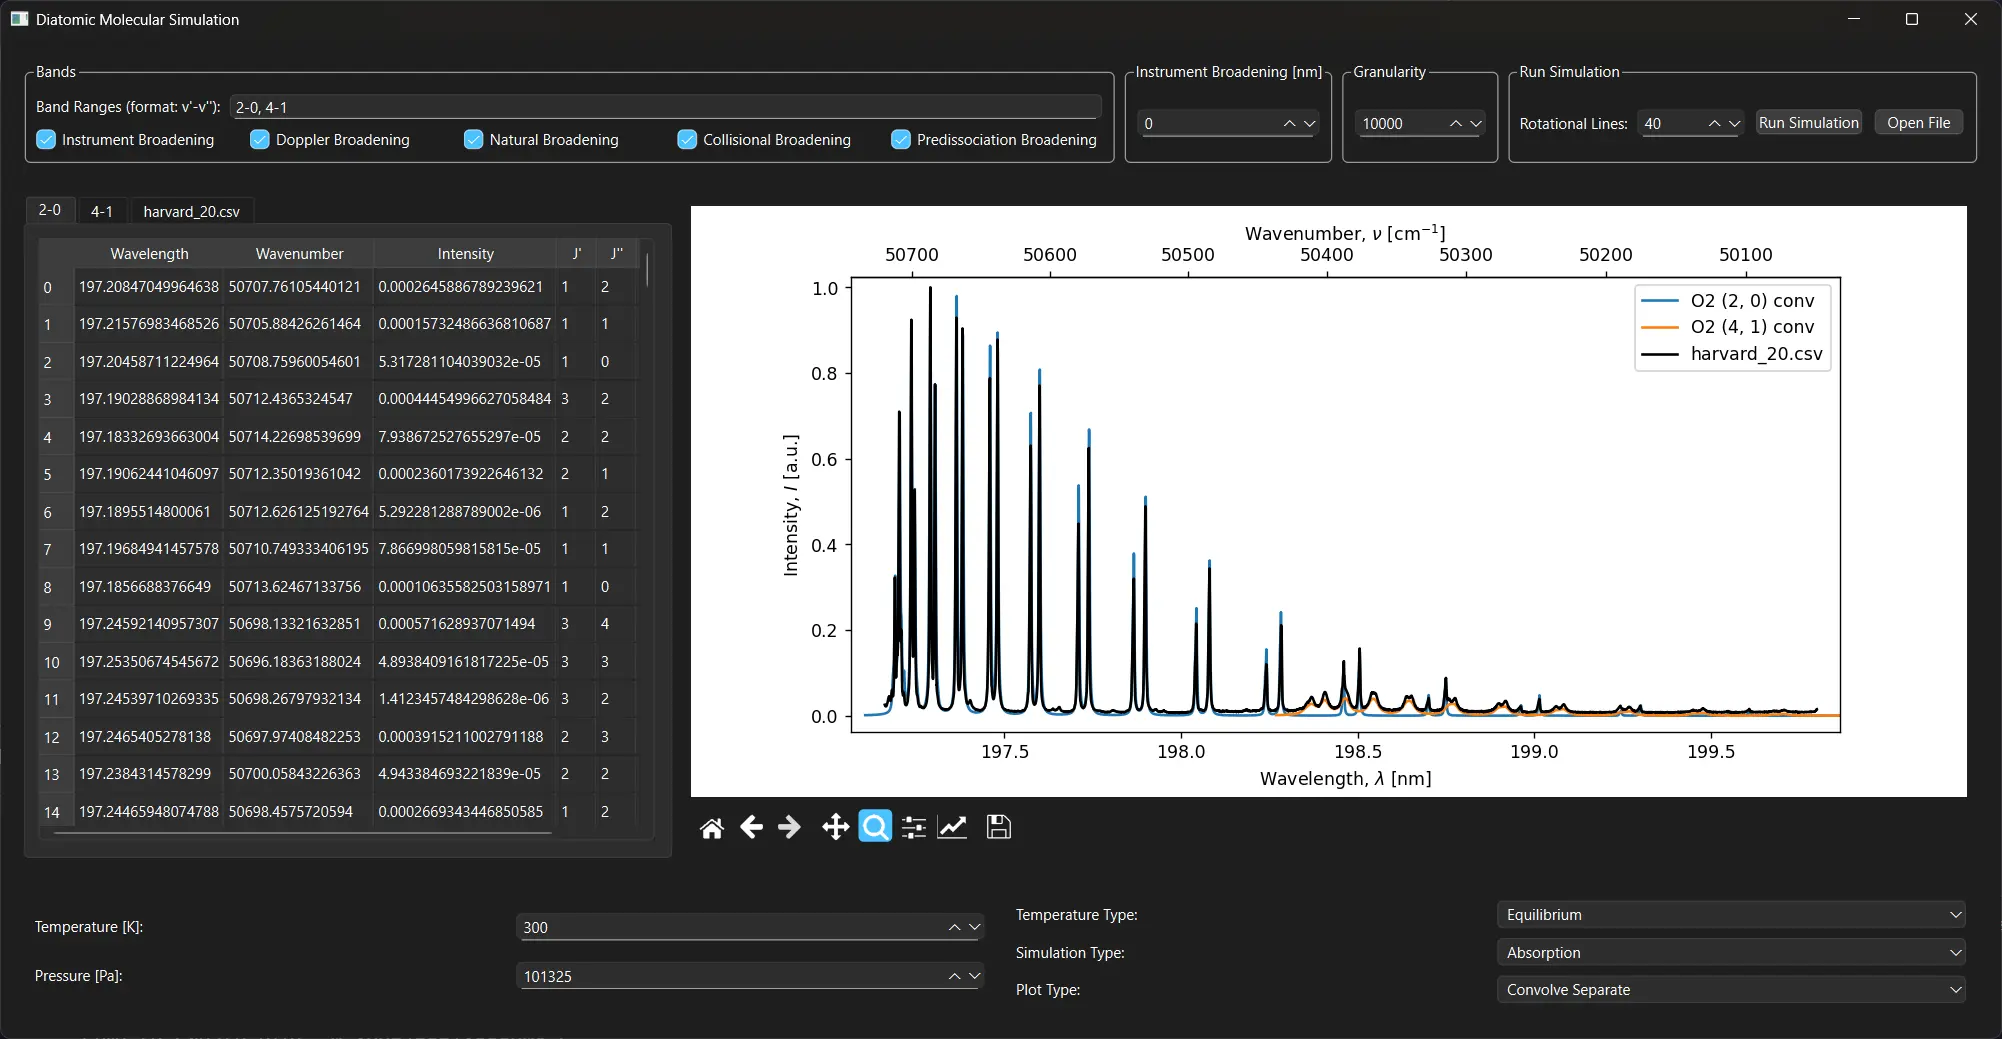 Diatomic Molecular Simulation
Bands
Band Ranges (format: v'-v''): 2-0, 4-1
Instrument Broadening Doppler Broadening Natural Broadening Collisional Broadening Predissociation Broadening
Instrument Broadening [nm]
0
Granularity
10000
Run Simulation
Rotational Lines: 40 Run Simulation Open File
2-0 4-1 harvard_20.csv
Wavelength Wavenumber Intensity J' J''
0 197.20847049964638 50707.76105440121 0.0002645886789239621 1 2
1 197.21576983468526 50705.88426261464 0.00015732486636810687 1 1
2 197.20458711224964 50708.75960054601 5.317281104039032e-05 1 0
3 197.19028868984134 50712.4365324547 0.00044454996627058484 3 2
4 197.18332693663004 50714.22698539699 7.938672527655297e-05 2 2
5 197.19062441046097 50712.35019361042 0.0002360173922646132 2 1
6 197.1895514800061 50712.626125192764 5.292281288789002e-06 1 2
7 197.19684941457578 50710.749333406195 7.866998059815815e-05 1 1
8 197.1856688376649 50713.62467133756 0.00010635582503158971 1 0
9 197.24592140957307 50698.13321632851 0.000571628937071494 3 4
10 197.25350674545672 50696.18363188024 4.8938409161817225e-05 3 3
11 197.24539710269335 50698.26797932134 1.4123457484298628e-06 3 2
12 197.2465405278138 50697.97408482253 0.0003915211002791188 2 3
13 197.2384314578299 50700.05843226363 4.943384693221839e-05 2 2
14 197.24465948074788 50698.4575720594 0.0002669343446850585 1 2
Wavenumber, ν [cm⁻¹]
50700 50600 50500 50400 50300 50200 50100
1.0
0.8
0.6
0.4
0.2
0.0
Intensity, I [a.u.]
O2 (2, 0) conv
O2 (4, 1) conv
harvard_20.csv
197.5 198.0 198.5 199.0 199.5
Wavelength, λ [nm]
Temperature [K]: 300
Pressure [Pa]: 101325
Temperature Type: Equilibrium
Simulation Type: Absorption
Plot Type: Convolve Separate